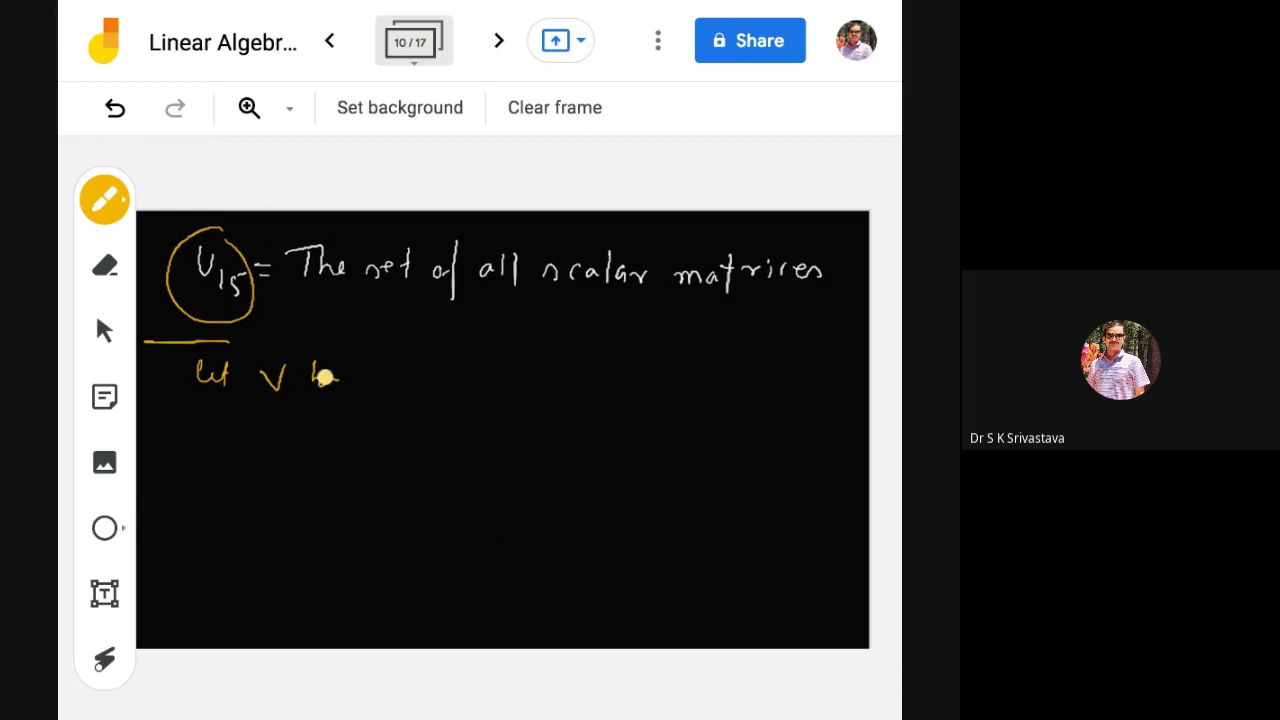 Linear Algebr...
10 / 17
Share
Set background
Clear frame
V15 = The set of all scalar matrices
let V
Dr S K Srivastava